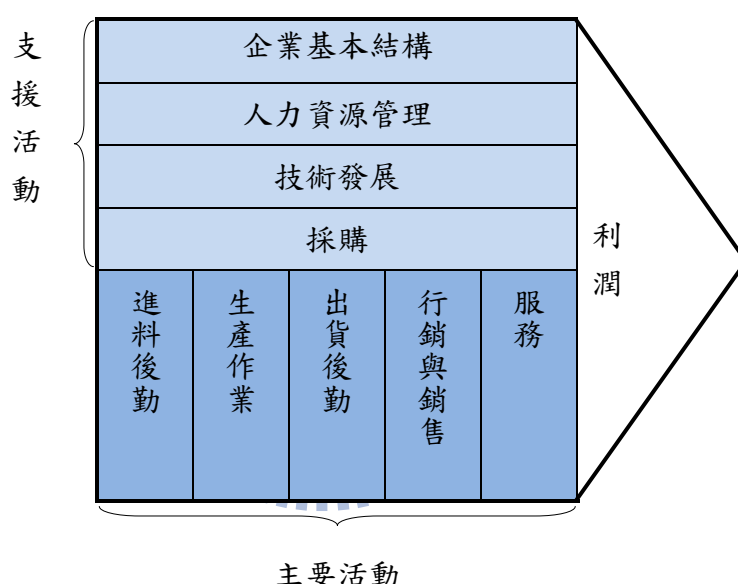 支援活動
企業基本結構
人力資源管理
技術發展
採購
進料後勤
生產作業
出貨後勤
行銷與銷售
服務
利潤
主要活動